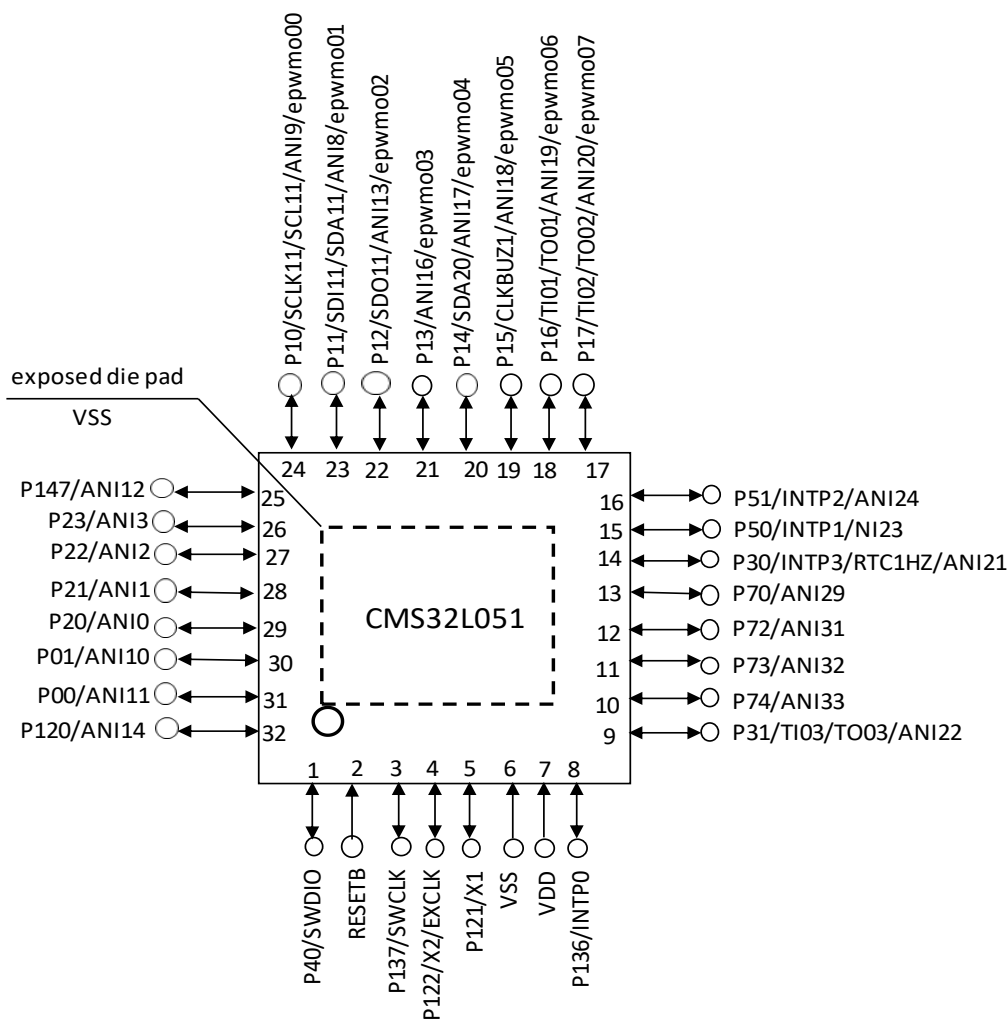 P10/SCLK11/SCL11/ANI9/epwmo00
P11/SDI11/SDA11/ANI8/epwmo01
P12/SDO11/ANI13/epwmo02
P13/ANI16/epwmo03
P14/SDA20/ANI17/epwmo04
P15/CLKBUZ1/ANI18/epwmo05
P16/TI01/TO01/ANI19/epwmo06
P17/TI02/TO02/ANI20/epwmo07
exposed die pad
VSS
24 23 22 21 20 19 18 17
P147/ANI12 25
P23/ANI3 26
P22/ANI2 27
P21/ANI1 28
P20/ANI0 29
P01/ANI10 30
P00/ANI11 31
P120/ANI14 32
CMS32L051
16 P51/INTP2/ANI24
15 P50/INTP1/NI23
14 P30/INTP3/RTC1HZ/ANI21
13 P70/ANI29
12 P72/ANI31
11 P73/ANI32
10 P74/ANI33
9 P31/TI03/TO03/ANI22
1 2 3 4 5 6 7 8
P40/SWDIO
RESETB
P137/SWCLK
P122/X2/EXCLK
P121/X1
VSS
VDD
P136/INTP0